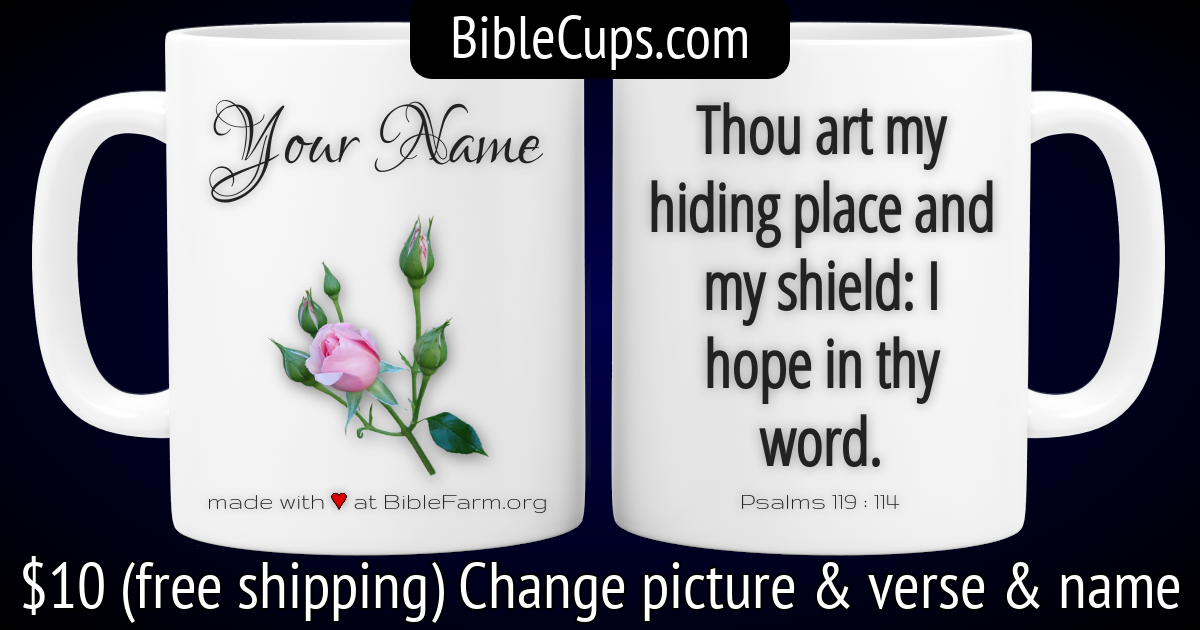 BibleCups.com
Your Name
made with ♥ at BibleFarm.org
Thou art my
hiding place and
my shield: I
hope in thy
word.
Psalms 119 : 114
$10 (free shipping) Change picture & verse & name